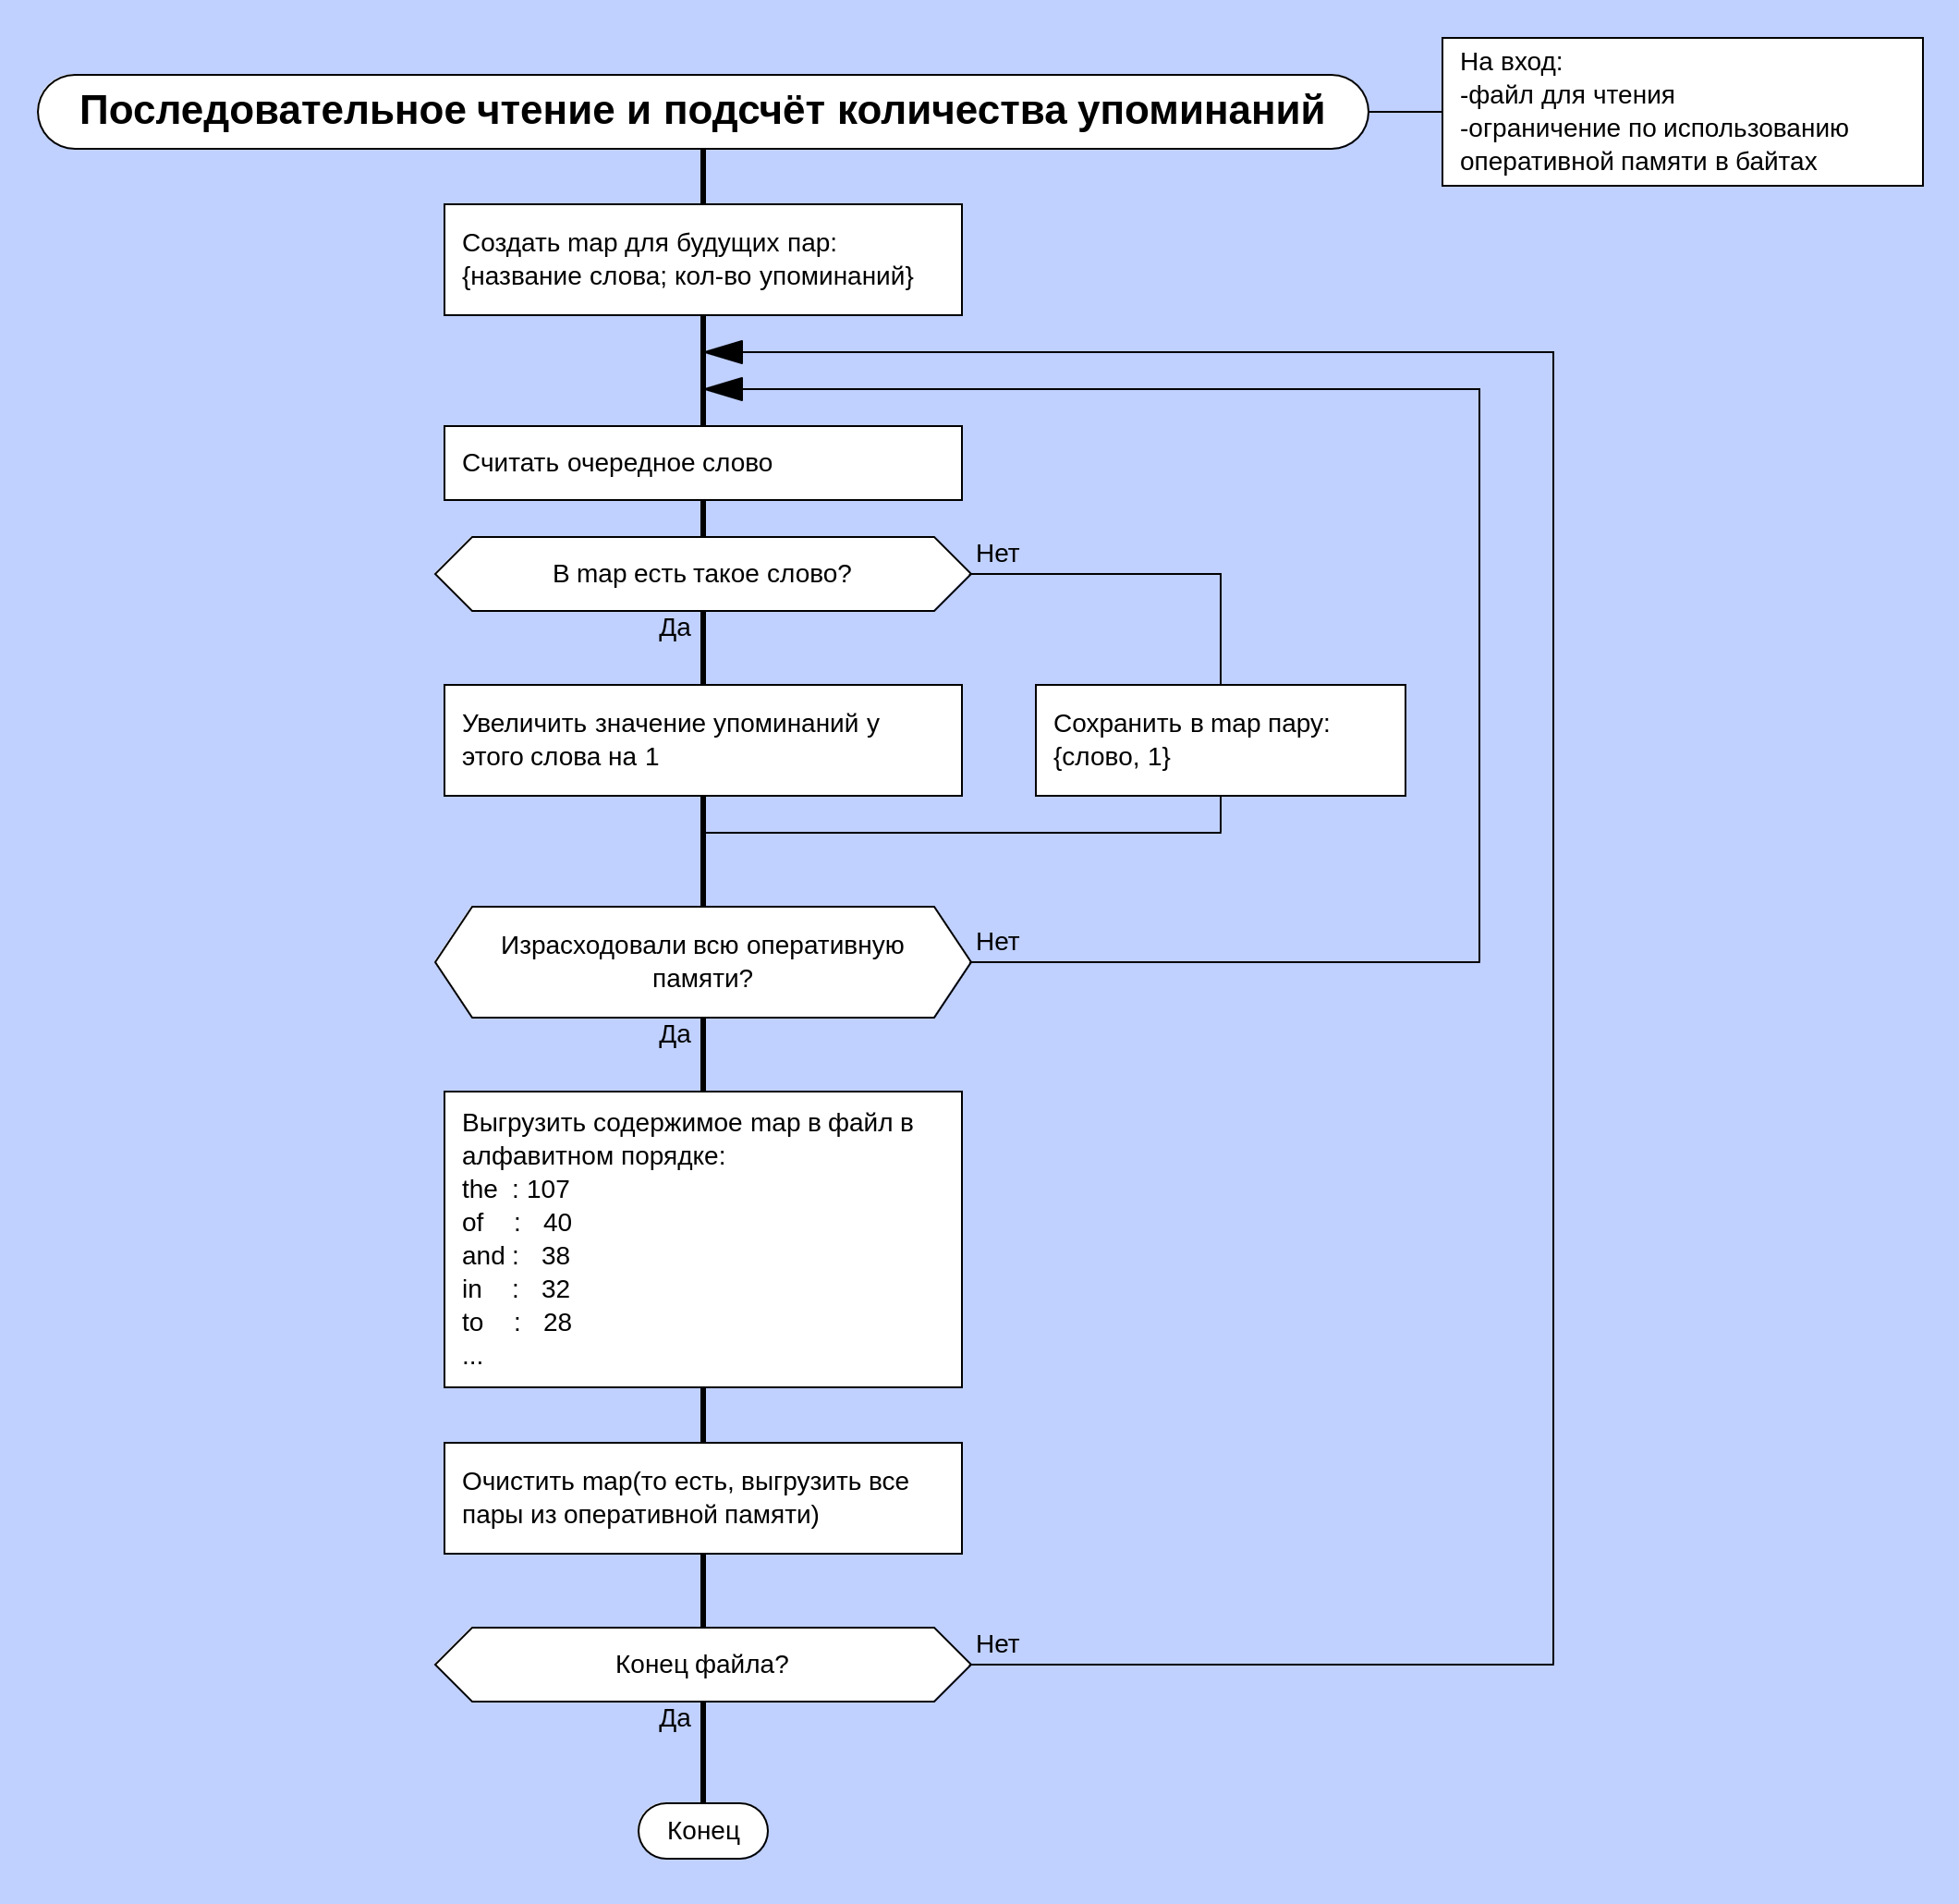 Последовательное чтение и подсчёт количества упоминаний
На вход:
-файл для чтения
-ограничение по использованию
оперативной памяти в байтах
Создать map для будущих пар:
{название слова; кол-во упоминаний}
Считать очередное слово
В map есть такое слово?
Нет
Да
Увеличить значение упоминаний у
этого слова на 1
Сохранить в map пару:
{слово, 1}
Израсходовали всю оперативную
памяти?
Нет
Да
Выгрузить содержимое map в файл в
алфавитном порядке:
the : 107
of : 40
and : 38
in : 32
to : 28
...
Очистить map(то есть, выгрузить все
пары из оперативной памяти)
Конец файла?
Нет
Да
Конец